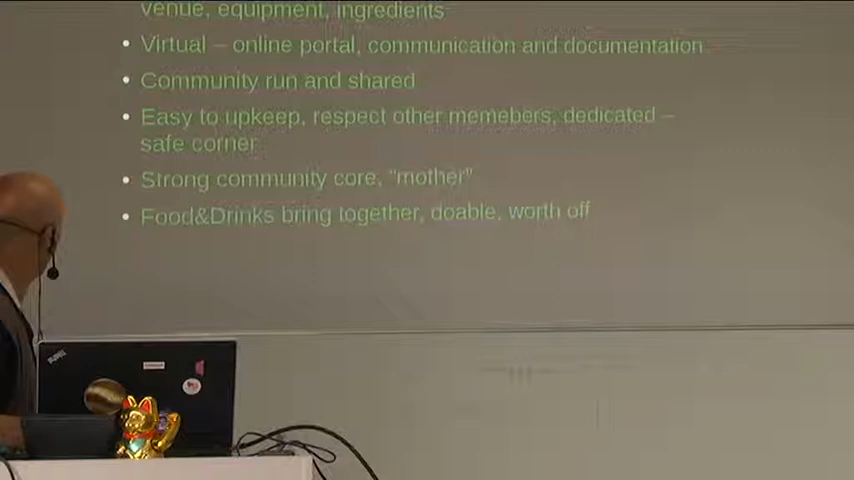 venue, equipment, ingredients
Virtual – online portal, communication and documentation
Community run and shared
Easy to upkeep, respect other memebers, dedicated –
safe corner
Strong community core, "mother"
Food&Drinks bring together, doable, worth off